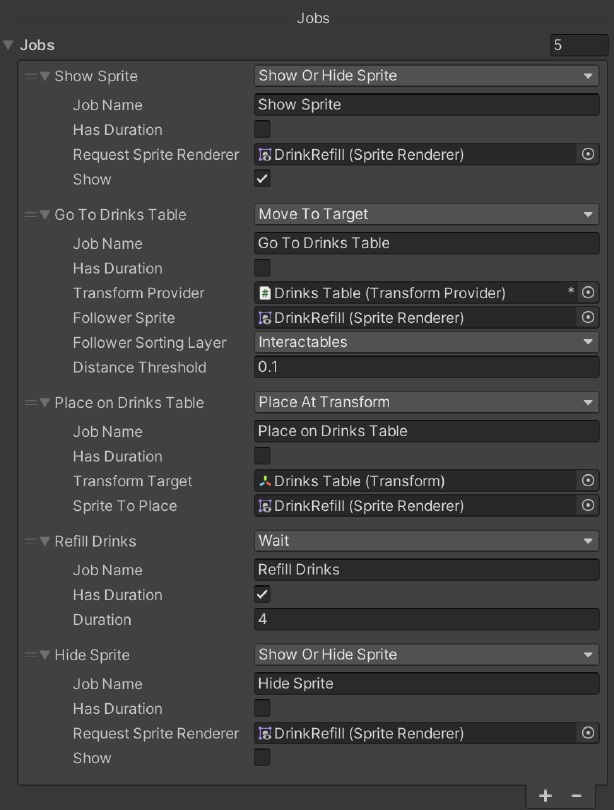 Jobs
Jobs 5
Show Sprite Show Or Hide Sprite
Job Name Show Sprite
Has Duration
Request Sprite Renderer DrinkRefill (Sprite Renderer)
Show
Go To Drinks Table Move To Target
Job Name Go To Drinks Table
Has Duration
Transform Provider # Drinks Table (Transform Provider) *
Follower Sprite DrinkRefill (Sprite Renderer)
Follower Sorting Layer Interactables
Distance Threshold 0.1
Place on Drinks Table Place At Transform
Job Name Place on Drinks Table
Has Duration
Transform Target Drinks Table (Transform)
Sprite To Place DrinkRefill (Sprite Renderer)
Refill Drinks Wait
Job Name Refill Drinks
Has Duration
Duration 4
Hide Sprite Show Or Hide Sprite
Job Name Hide Sprite
Has Duration
Request Sprite Renderer DrinkRefill (Sprite Renderer)
Show
+ −